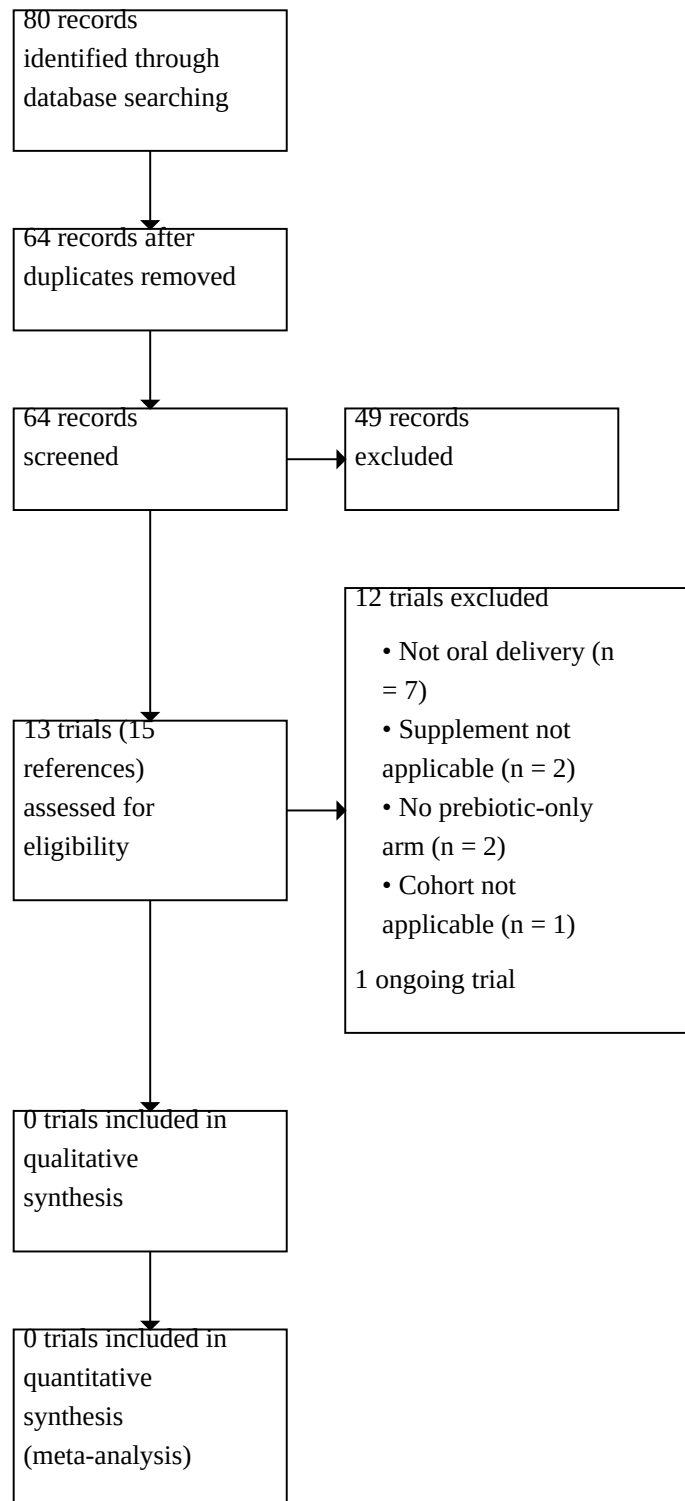 80 records
identified through
database searching
64 records after
duplicates removed
64 records
screened
49 records
excluded
12 trials excluded
• Not oral delivery (n
= 7)
• Supplement not
applicable (n = 2)
• No prebiotic-only
arm (n = 2)
• Cohort not
applicable (n = 1)
1 ongoing trial
13 trials (15
references)
assessed for
eligibility
0 trials included in
qualitative
synthesis
0 trials included in
quantitative
synthesis
(meta-analysis)